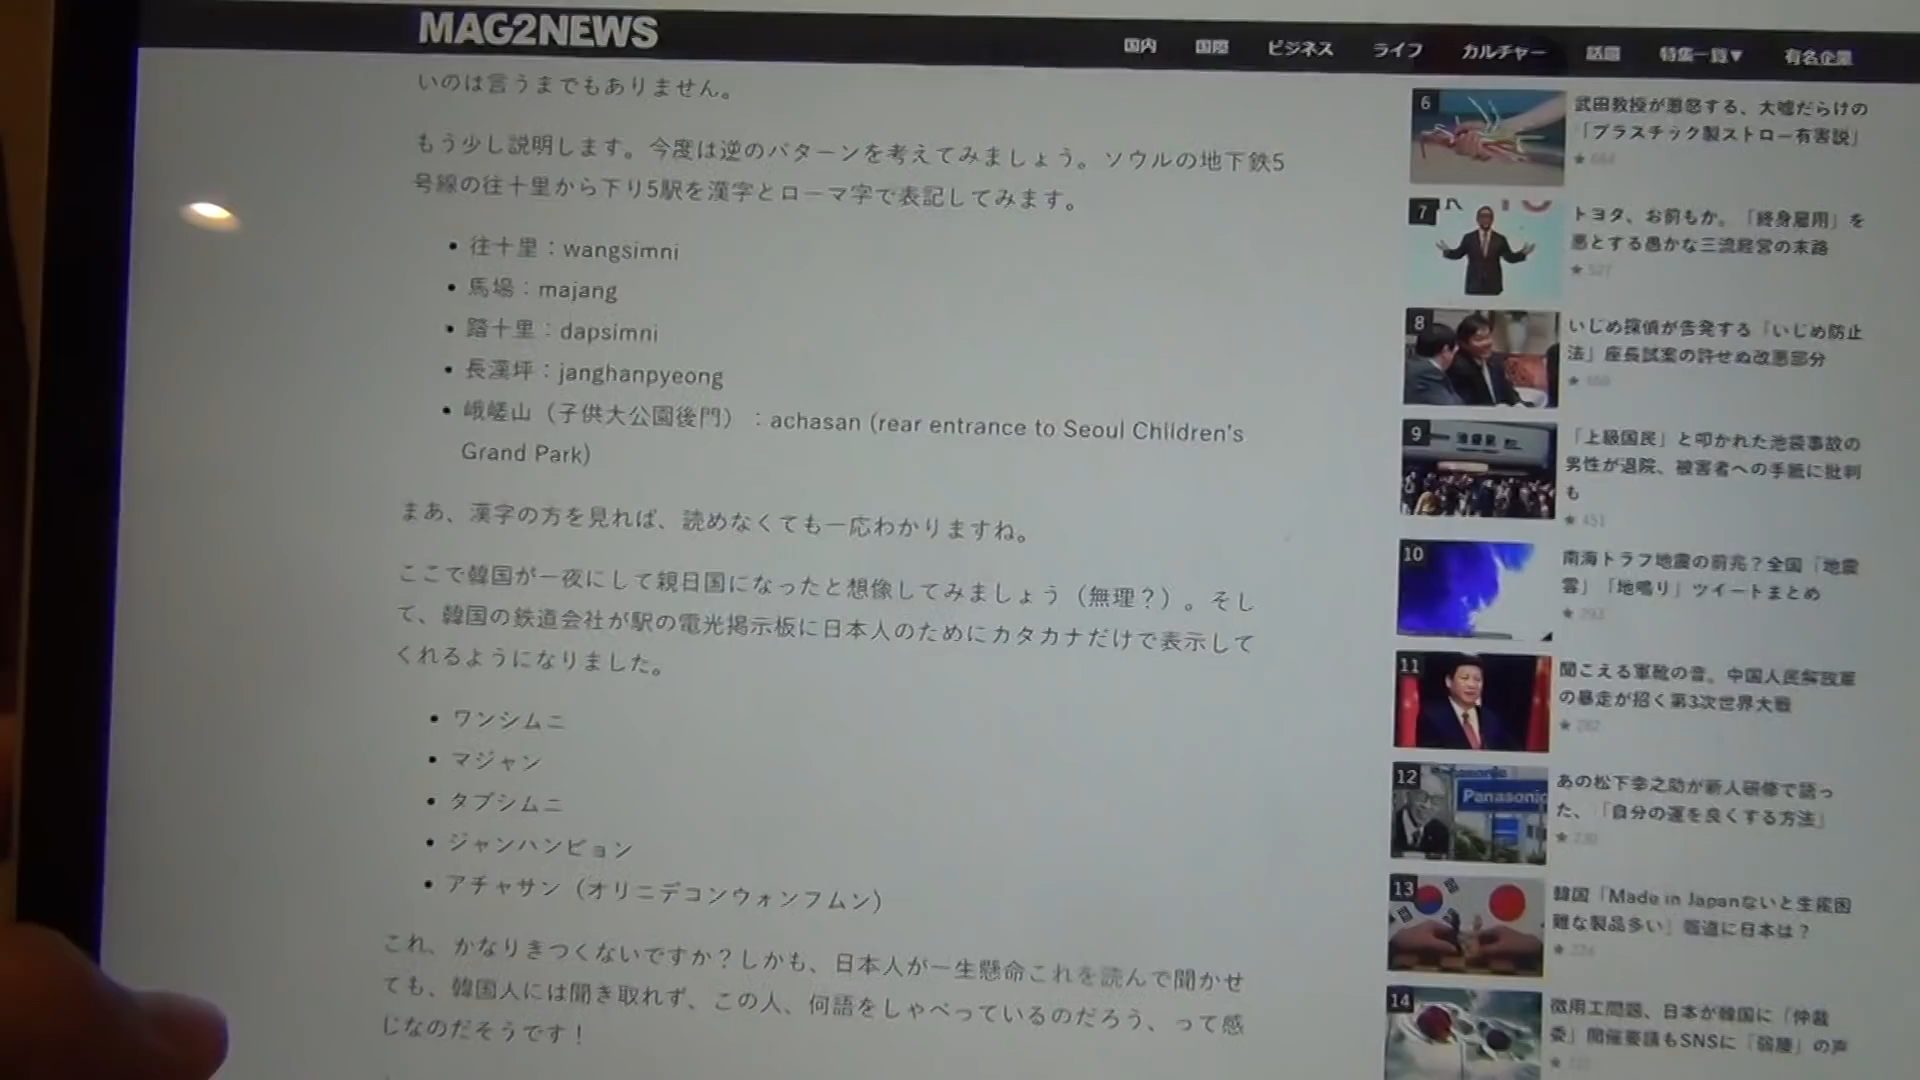 MAG2NEWS
国内 国際 ビジネス ライフ カルチャー 話題 特集一覧▼ 有名企業
いのは言うまでもありません。
もう少し説明します。今度は逆のパターンを考えてみましょう。ソウルの地下鉄5
号線の往十里から下り5駅を漢字とローマ字で表記してみます。
• 往十里：wangsimni
• 馬場：majang
• 踏十里：dapsimni
• 長漢坪：janghanpyeong
• 峨嵯山（子供大公園後門）：achasan (rear entrance to Seoul Children's
Grand Park)
まあ、漢字の方を見れば、読めなくても一応わかりますね。
ここで韓国が一夜にして親日国になったと想像してみましょう（無理？）。そし
て、韓国の鉄道会社が駅の電光掲示板に日本人のためにカタカナだけで表示して
くれるようになりました。
• ワンシムニ
• マジャン
• タプシムニ
• ジャンハンピョン
• アチャサン（オリニデコンウォンフムン）
これ、かなりきつくないですか？しかも、日本人が一生懸命これを読んで聞かせ
ても、韓国人には聞き取れず、この人、何語をしゃべっているのだろう、って感
じなのだそうです！
6
武田教授が憂慮する、大嘘だらけの
「プラスチック製ストロー有害説」
7
トヨタ、お前もか。「終身雇用」を
悪とする愚かな三流経営の末路
★ 527
8
いじめ探偵が告発する「いじめ防止
法」座長試案の許せぬ改悪部分
9
「上級国民」と叩かれた池袋事故の
男性が退院、被害者への手紙に批判
も
★ 451
10
南海トラフ地震の前兆？全国「地震
雲」「地鳴り」ツイートまとめ
★ 293
11
聞こえる軍靴の音。中国人民解放軍
の暴走が招く第3次世界大戦
★ 282
12
Panasonic
あの松下幸之助が新人研修で語っ
た、「自分の運を良くする方法」
★ 230
13
韓国「Made in Japanないと生産困
難な製品多い」報道に日本は？
★ 224
14
徴用工問題、日本が韓国に「仲裁
委」開催要請もSNSに「弱腰」の声